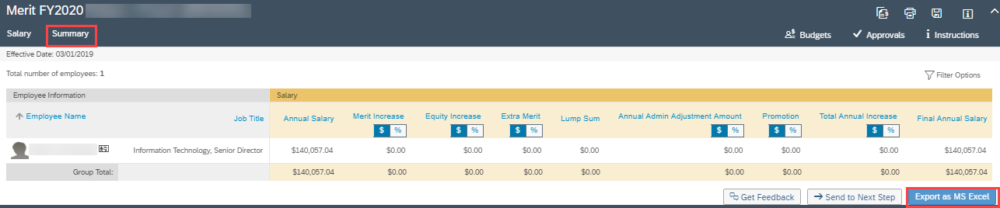 Merit FY2020
Salary Summary Budgets Approvals Instructions
Effective Date: 03/01/2019
Total number of employees: 1
Filter Options
Employee Information Salary
Employee Name Job Title Annual Salary Merit Increase Equity Increase Extra Merit Lump Sum Annual Admin Adjustment Amount Promotion Total Annual Increase Final Annual Salary
$ % $ % $ % $ % $ % $ %
Information Technology, Senior Director $140,057.04 $0.00 $0.00 $0.00 $0.00 $0.00 $0.00 $0.00 $140,057.04
Group Total: $140,057.04 $0.00 $0.00 $0.00 $0.00 $0.00 $0.00 $0.00 $140,057.04
Get Feedback Send to Next Step Export as MS Excel